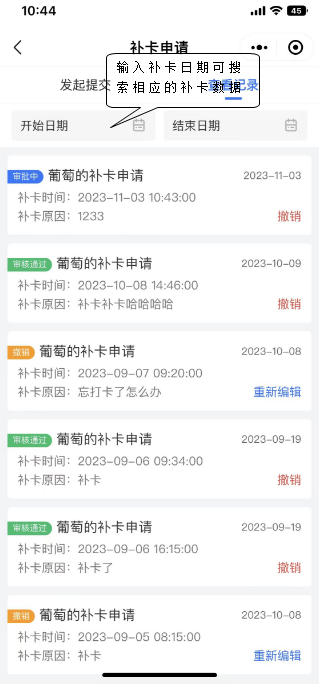 10:44
45
补卡申请
输入补卡日期可搜
索相应的补卡数据
发起提交
查看记录
开始日期
结束日期
审批中 葡萄的补卡申请 2023-11-03
补卡时间：2023-11-03 10:43:00
补卡原因：1233 撤销
审核通过 葡萄的补卡申请 2023-10-09
补卡时间：2023-10-08 14:46:00
补卡原因：补卡补卡哈哈哈哈 撤销
撤销 葡萄的补卡申请 2023-10-08
补卡时间：2023-09-07 09:20:00
补卡原因：忘打卡了怎么办 重新编辑
审核通过 葡萄的补卡申请 2023-09-19
补卡时间：2023-09-06 09:34:00
补卡原因：补卡 撤销
审核通过 葡萄的补卡申请 2023-09-19
补卡时间：2023-09-06 16:15:00
补卡原因：补卡了 撤销
撤销 葡萄的补卡申请 2023-10-08
补卡时间：2023-09-05 08:15:00
补卡原因：补卡 重新编辑